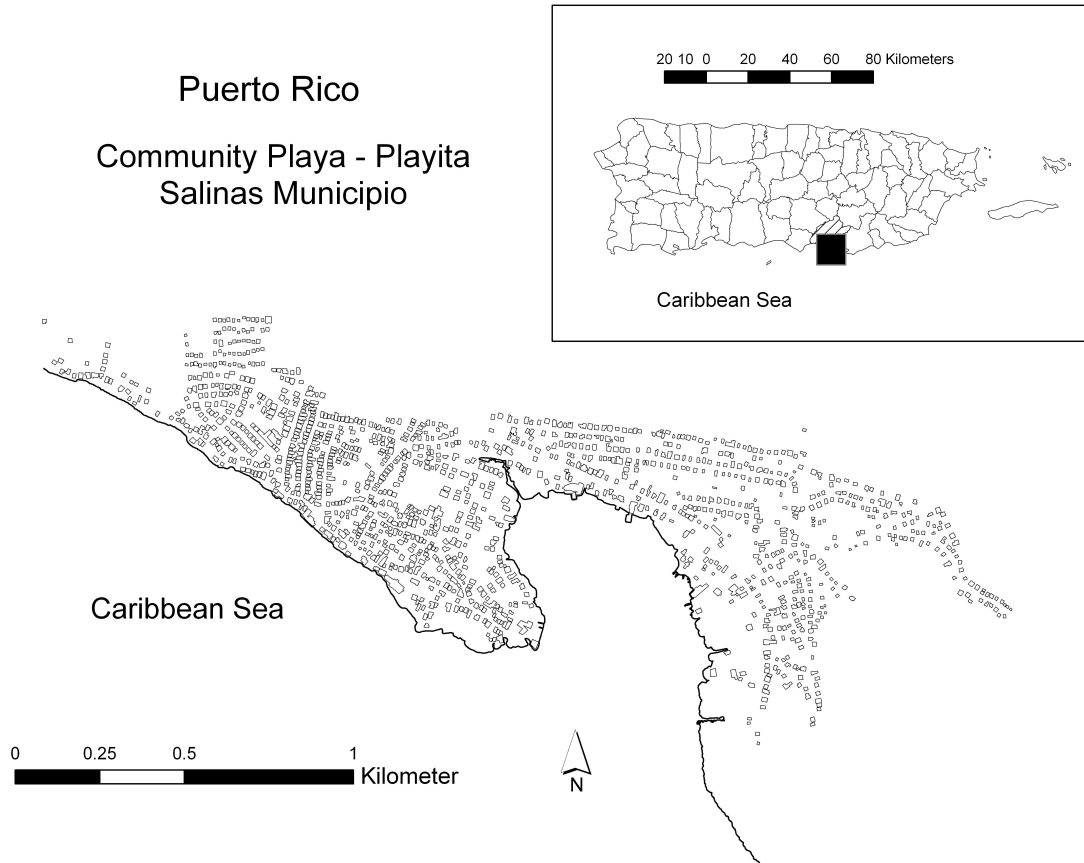 Puerto Rico
Community Playa - Playita
Salinas Municipio
20 10 0 20 40 60 80 Kilometers
Caribbean Sea
Caribbean Sea
0 0.25 0.5 1
Kilometer
N